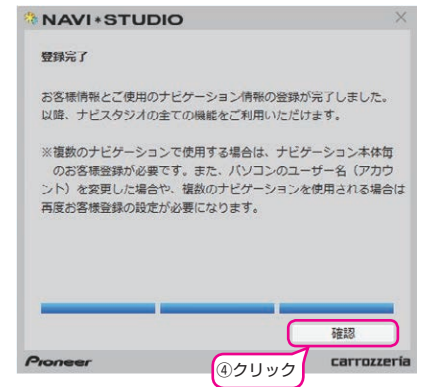 NAVI*STUDIO
登録完了
お客様情報とご使用のナビゲーション情報の登録が完了しました。
以降、ナビスタジオの全ての機能をご利用いただけます。
※複数のナビゲーションで使用する場合は、ナビゲーション本体毎
のお客様登録が必要です。また、パソコンのユーザー名（アカウ
ント）を変更した場合や、複数のナビゲーションを使用される場合は
再度お客様登録の設定が必要になります。
確認
Pioneer
④クリック
carrozzeria